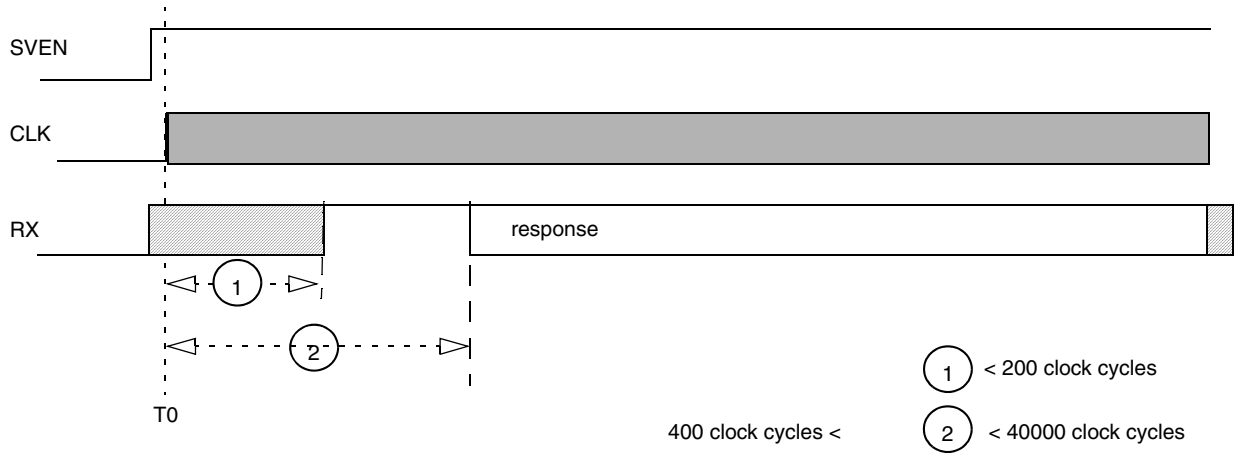 SVEN
CLK
RX
response
1
2
T0
1 < 200 clock cycles
400 clock cycles < 2 < 40000 clock cycles